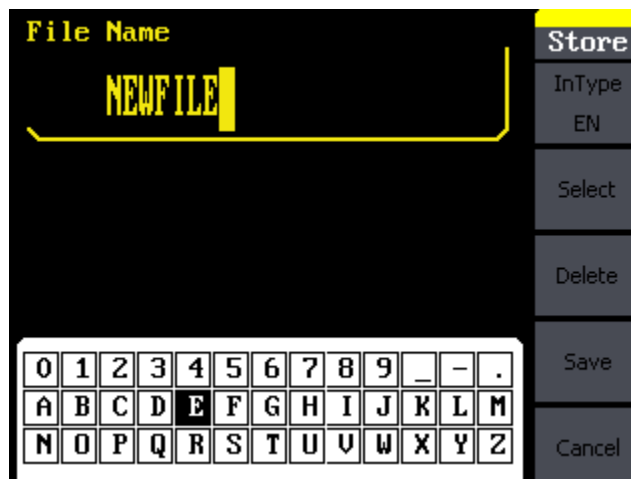 File Name
NEWFILE
Store
InType
EN
Select
Delete
Save
Cancel
0 1 2 3 4 5 6 7 8 9 _ - .
A B C D E F G H I J K L M
N O P Q R S T U V W X Y Z